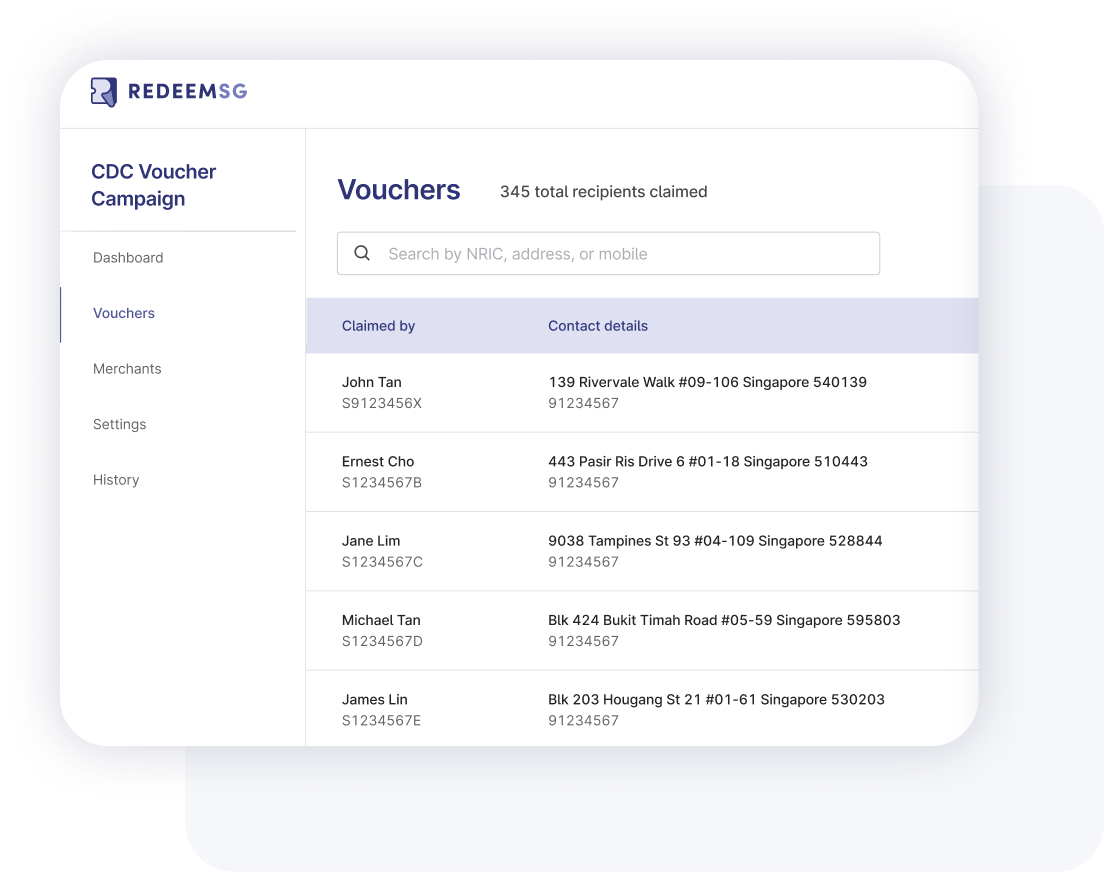 REDEEMSG
CDC Voucher
Campaign
Dashboard
Vouchers
Merchants
Settings
History
Vouchers
345 total recipients claimed
Search by NRIC, address, or mobile
Claimed by
Contact details
John Tan
S9123456X
139 Rivervale Walk #09-106 Singapore 540139
91234567
Ernest Cho
S1234567B
443 Pasir Ris Drive 6 #01-18 Singapore 510443
91234567
Jane Lim
S1234567C
9038 Tampines St 93 #04-109 Singapore 528844
91234567
Michael Tan
S1234567D
Blk 424 Bukit Timah Road #05-59 Singapore 595803
91234567
James Lin
S1234567E
Blk 203 Hougang St 21 #01-61 Singapore 530203
91234567